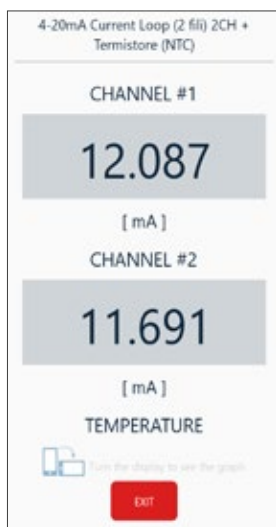 4-20mA Current Loop (2 fili) 2CH +
Termistore (NTC)
CHANNEL #1
12.087
[ mA ]
CHANNEL #2
11.691
[ mA ]
TEMPERATURE
Turn the display to see the graph
EXIT